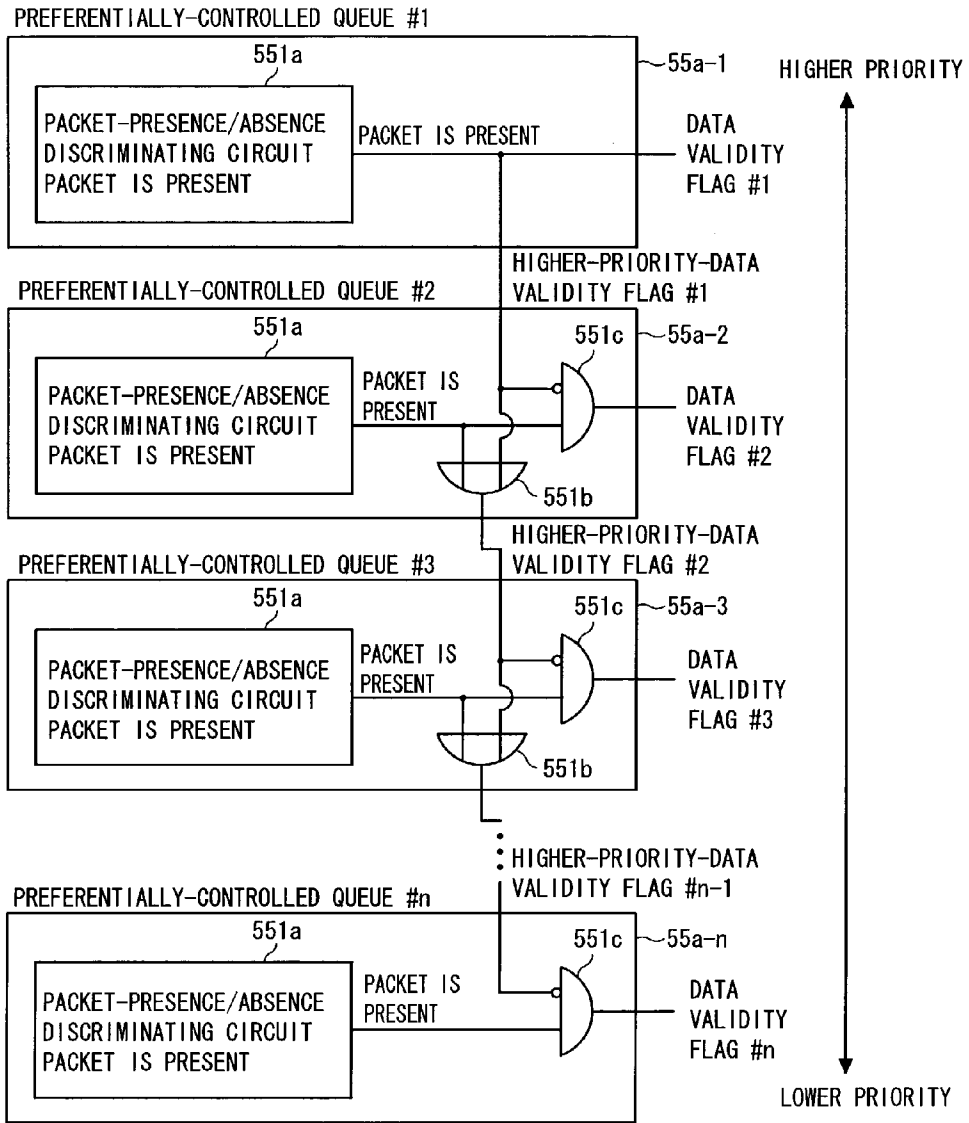 PREFERENTIALLY-CONTROLLED QUEUE #1
551a
55a-1
HIGHER PRIORITY
PACKET-PRESENCE/ABSENCE
DISCRIMINATING CIRCUIT
PACKET IS PRESENT
PACKET IS PRESENT
DATA
VALIDITY
FLAG #1
HIGHER-PRIORITY-DATA
VALIDITY FLAG #1
PREFERENTIALLY-CONTROLLED QUEUE #2
551a
551c
55a-2
PACKET-PRESENCE/ABSENCE
DISCRIMINATING CIRCUIT
PACKET IS PRESENT
PACKET IS
PRESENT
DATA
VALIDITY
FLAG #2
551b
HIGHER-PRIORITY-DATA
VALIDITY FLAG #2
PREFERENTIALLY-CONTROLLED QUEUE #3
551a
551c
55a-3
PACKET-PRESENCE/ABSENCE
DISCRIMINATING CIRCUIT
PACKET IS PRESENT
PACKET IS
PRESENT
DATA
VALIDITY
FLAG #3
551b
HIGHER-PRIORITY-DATA
VALIDITY FLAG #n-1
PREFERENTIALLY-CONTROLLED QUEUE #n
551a
551c
55a-n
PACKET-PRESENCE/ABSENCE
DISCRIMINATING CIRCUIT
PACKET IS PRESENT
PACKET IS
PRESENT
DATA
VALIDITY
FLAG #n
LOWER PRIORITY